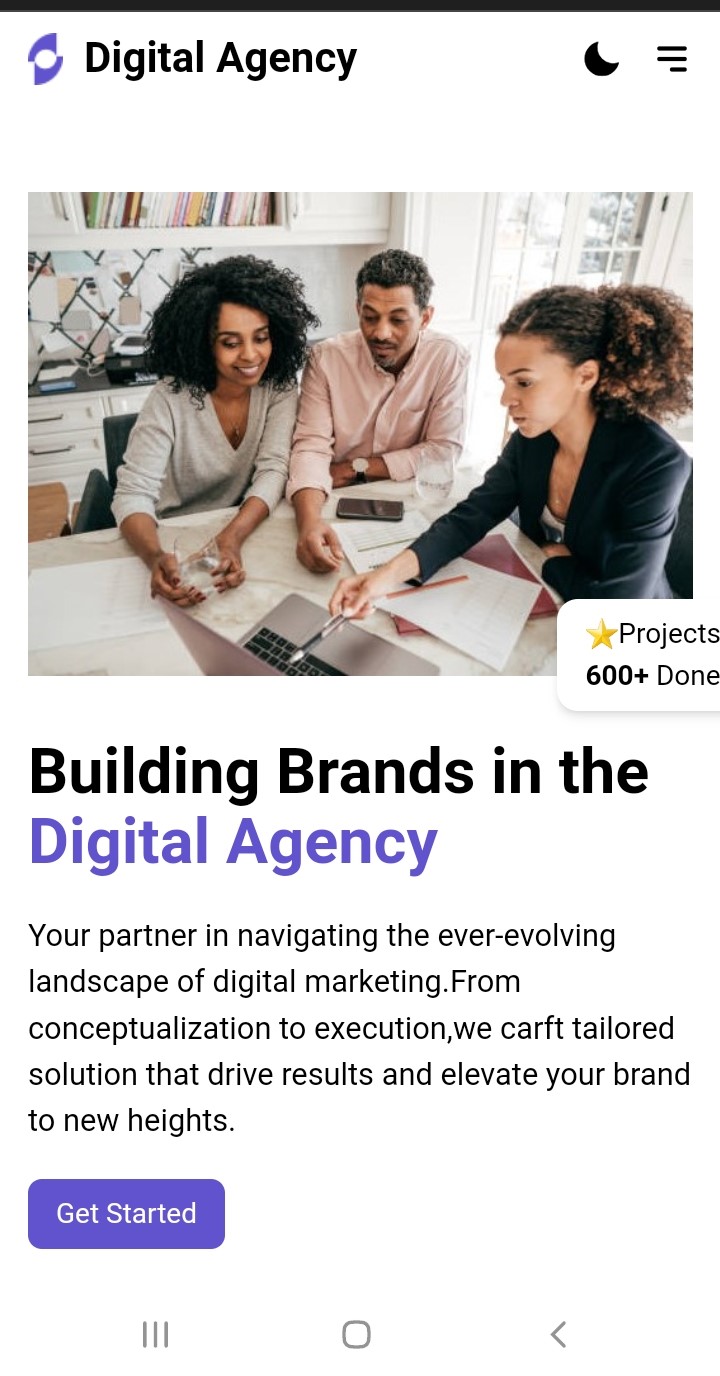 Digital Agency
⭐Projects
600+ Done
Building Brands in the
Digital Agency
Your partner in navigating the ever-evolving
landscape of digital marketing.From
conceptualization to execution,we carft tailored
solution that drive results and elevate your brand
to new heights.
Get Started